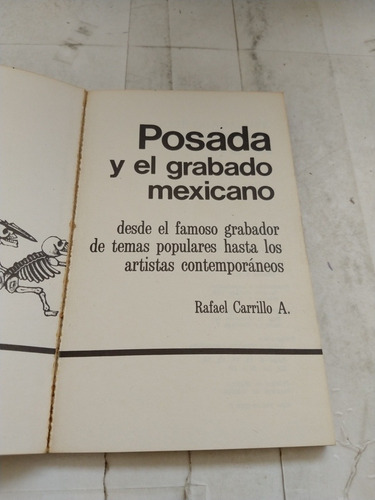 Posada
y el grabado
mexicano
desde el famoso grabador
de temas populares hasta los
artistas contemporáneos
Rafael Carrillo A.